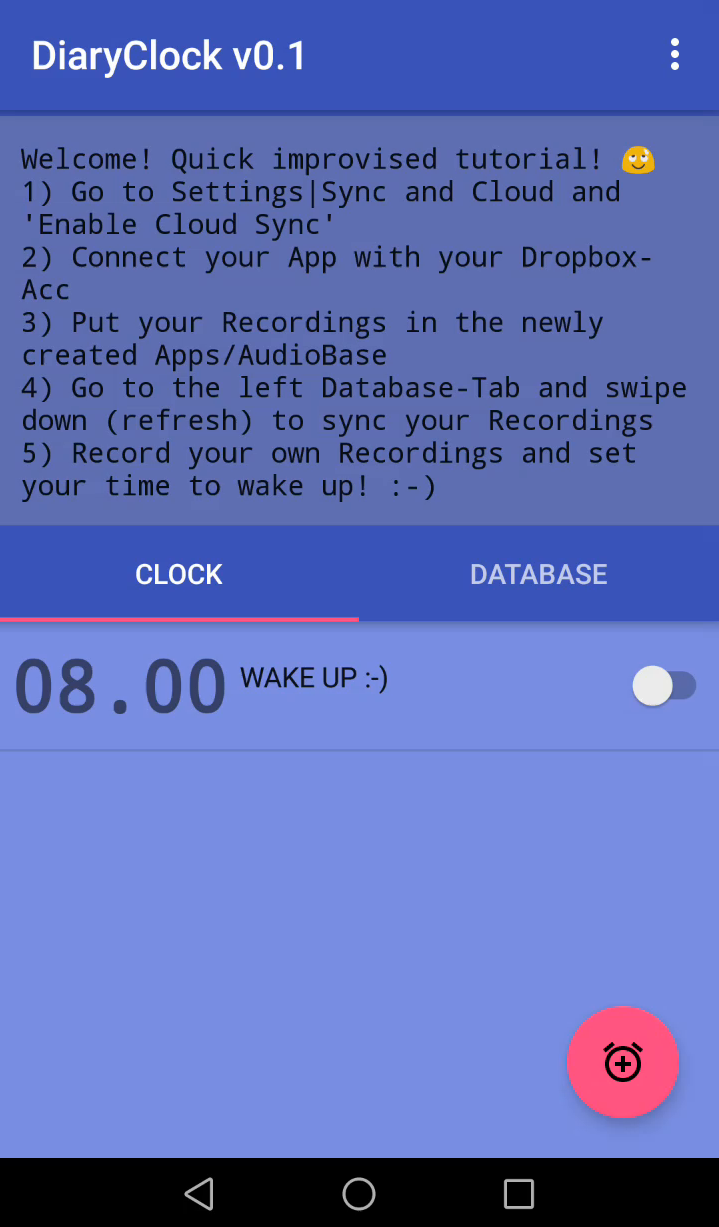 DiaryClock v0.1
Welcome! Quick improvised tutorial! 🙄
1) Go to Settings|Sync and Cloud and
'Enable Cloud Sync'
2) Connect your App with your Dropbox-
Acc
3) Put your Recordings in the newly
created Apps/AudioBase
4) Go to the left Database-Tab and swipe
down (refresh) to sync your Recordings
5) Record your own Recordings and set
your time to wake up! :-)
CLOCK DATABASE
08.00 WAKE UP :-)